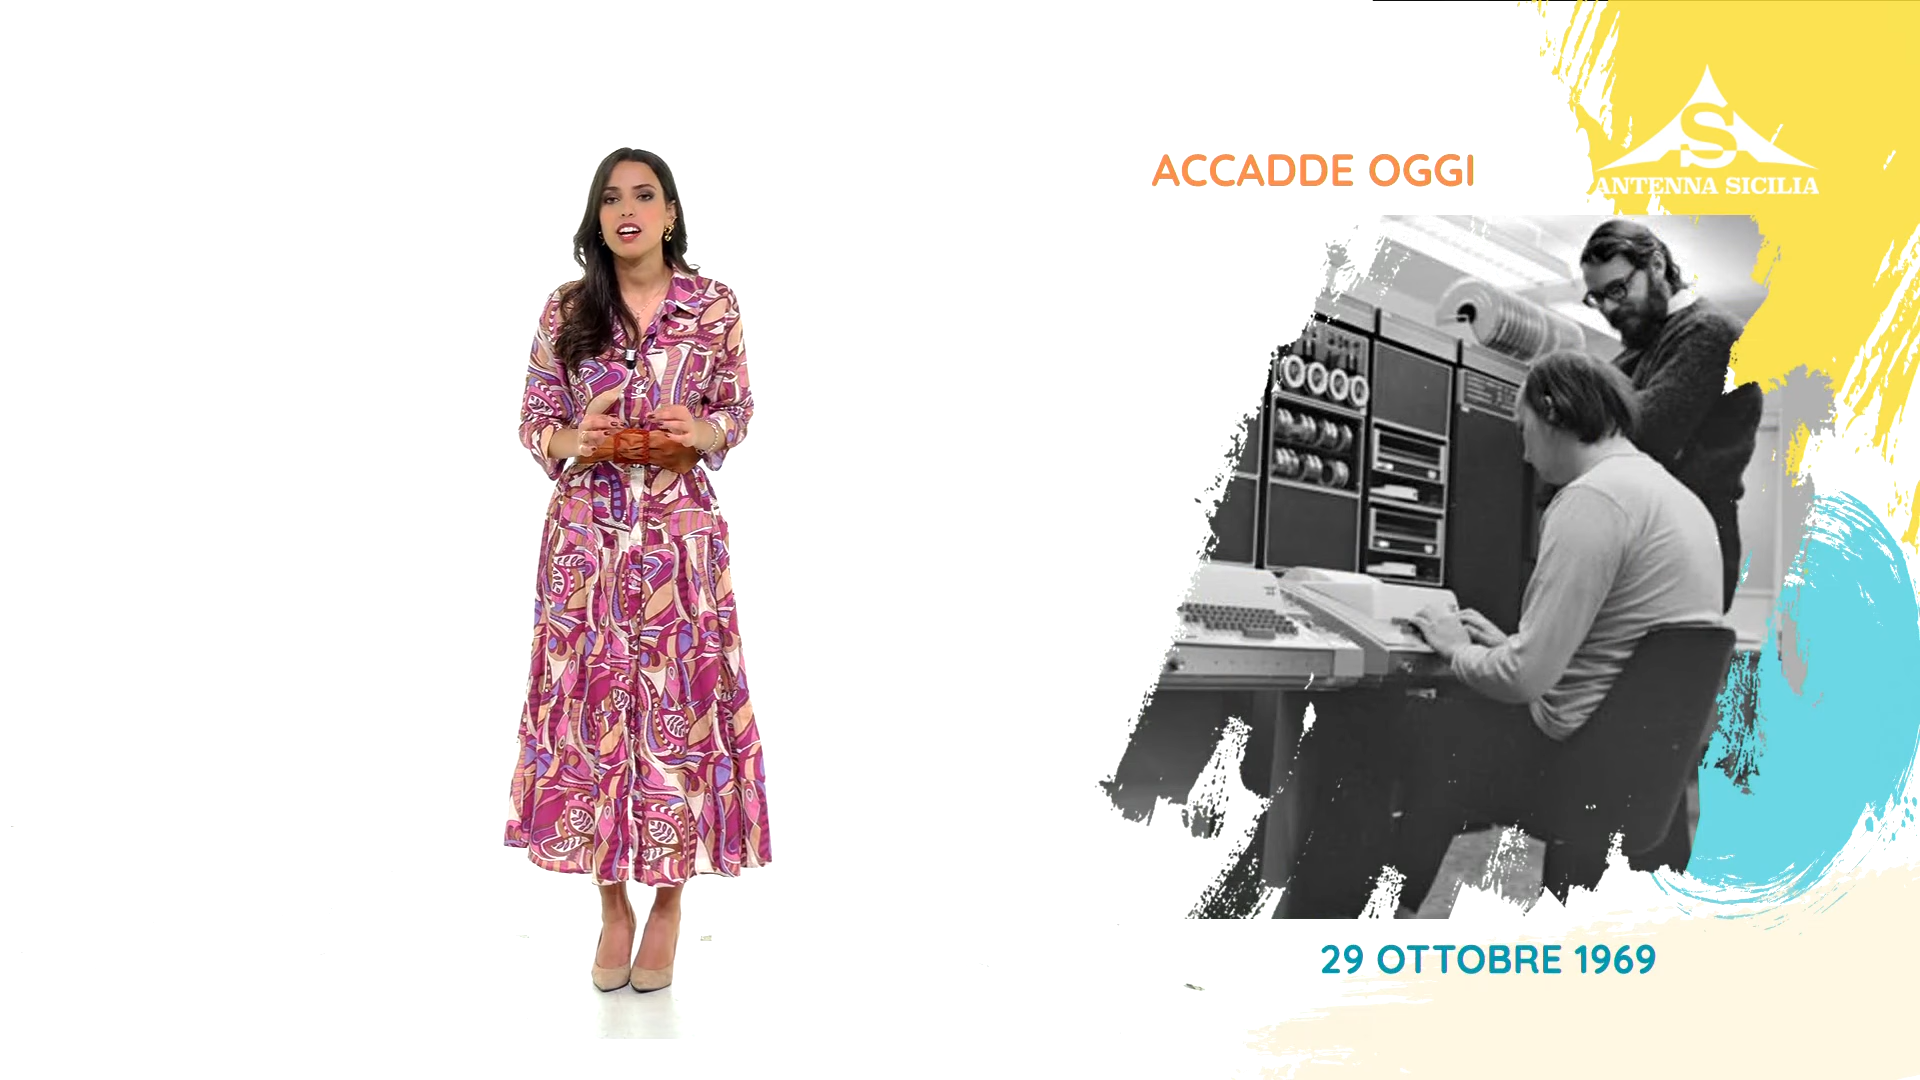 ACCADDE OGGI
S
ANTENNA SICILIA
29 OTTOBRE 1969